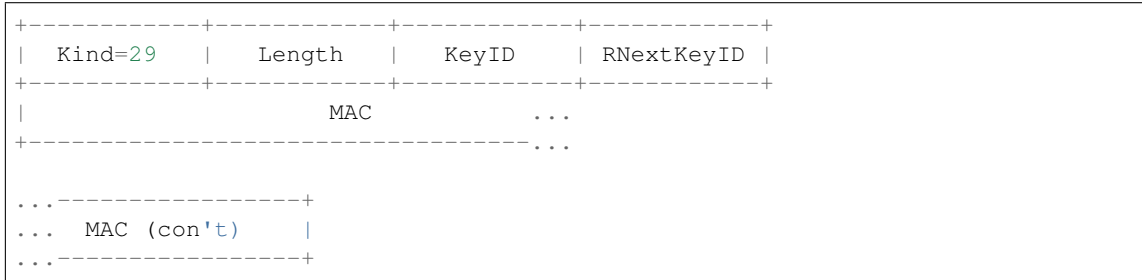 +------------+------------+------------+------------+
|  Kind=29   |   Length   |   KeyID    | RNextKeyID |
+------------+------------+------------+------------+
|                     MAC           ...
+-----------------------------------...

...-----------------+
...  MAC (con't)    |
...-----------------+